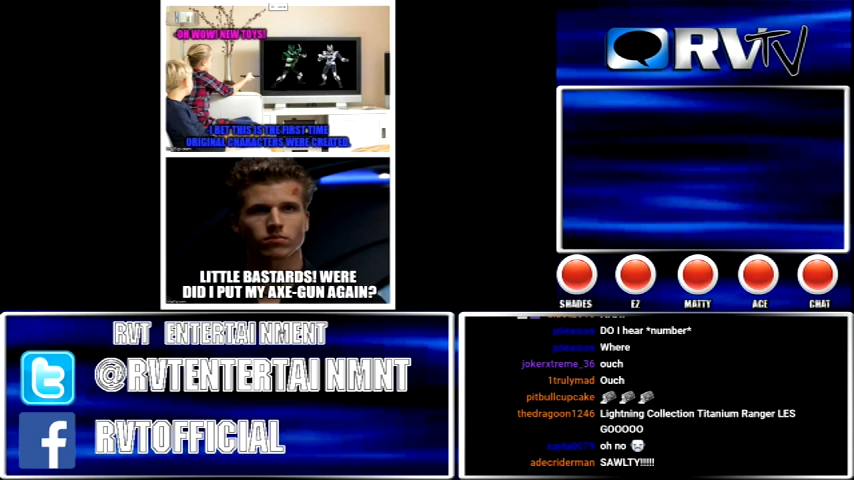 OH WOW! NEW TOYS!
I BET THIS IS THE FIRST TIME
ORIGINAL CHARACTERS WERE CREATED.
LITTLE BASTARDS! WERE
DID I PUT MY AXE-GUN AGAIN?
RVTV
SHADES
EZ
MATTY
ACE
CHAT
RVT ENTERTAINMENT
@RVTENTERTAINMNT
RVTOFFICIAL
DO I hear *number*
Where
jokerxtreme_36 ouch
1trulymad Ouch
pitbullcupcake
thedragoon1246 Lightning Collection Titanium Ranger LES
GOOOOO
oh no
adecriderman SAWLTY!!!!!